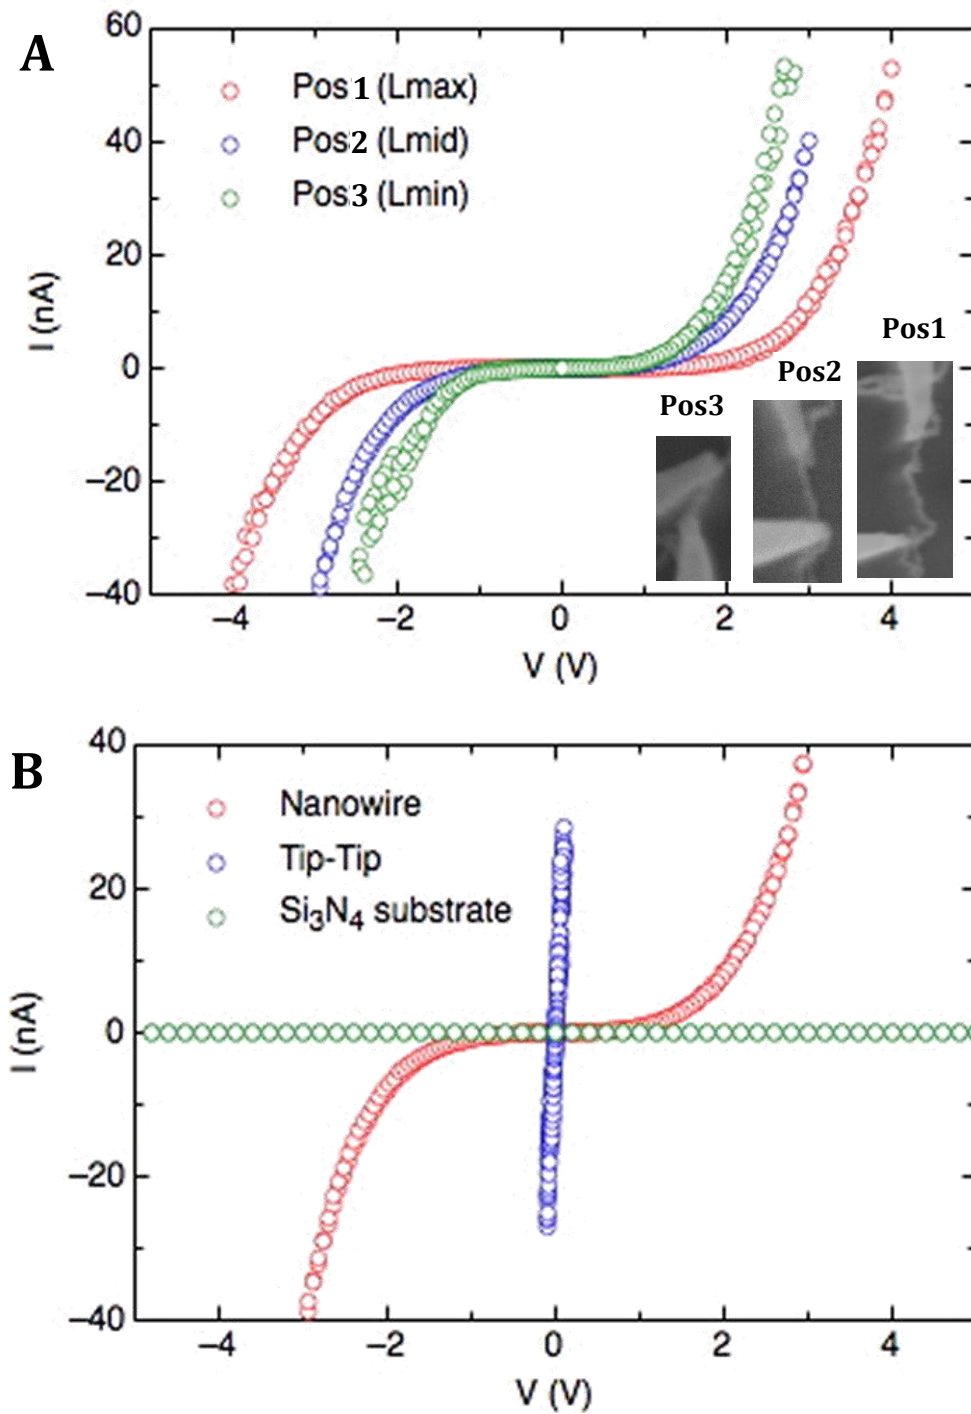 A
60
40
20
0
−20
−40
I (nA)
Pos1 (Lmax)
Pos2 (Lmid)
Pos3 (Lmin)
Pos1
Pos2
Pos3
−4 −2 0 2 4
V (V)
B
40
20
0
−20
−40
I (nA)
Nanowire
Tip-Tip
Si₃N₄ substrate
−4 −2 0 2 4
V (V)